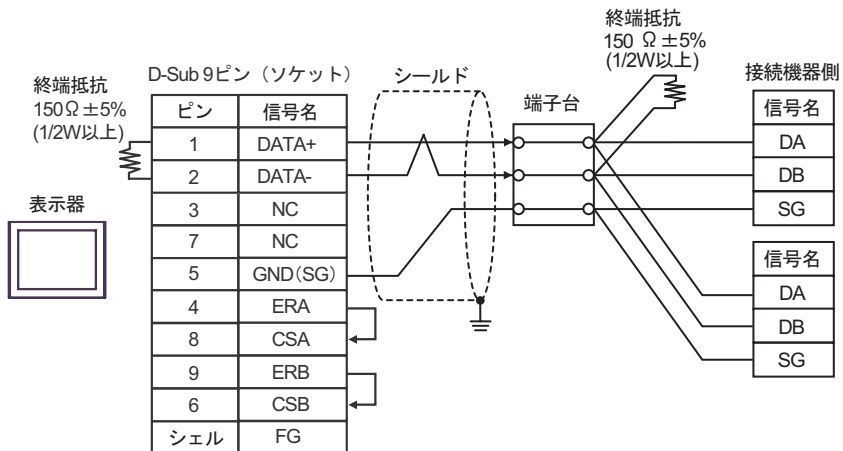 終端抵抗
150Ω±5%
(1/2W以上)
D-Sub 9ピン（ソケット）
ピン 信号名
1 DATA+
2 DATA-
3 NC
7 NC
5 GND(SG)
4 ERA
8 CSA
9 ERB
6 CSB
シェル FG
表示器
シールド
端子台
終端抵抗
150 Ω±5%
(1/2W以上)
接続機器側
信号名
DA
DB
SG
信号名
DA
DB
SG